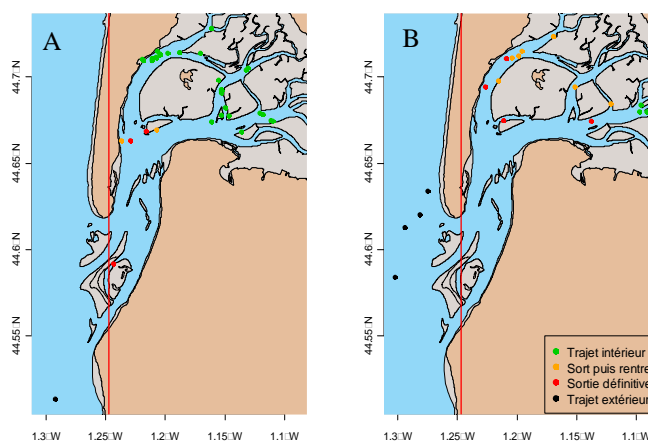 A
B
44.7.N
44.65.N
44.6.N
44.55.N
1.3.W 1.25.W 1.2.W 1.15.W 1.1.W
44.7.N
44.65.N
44.6.N
44.55.N
1.3.W 1.25.W 1.2.W 1.15.W 1.1.W
Trajet intérieur
Sort puis rentre
Sortie définitive
Trajet extérieur